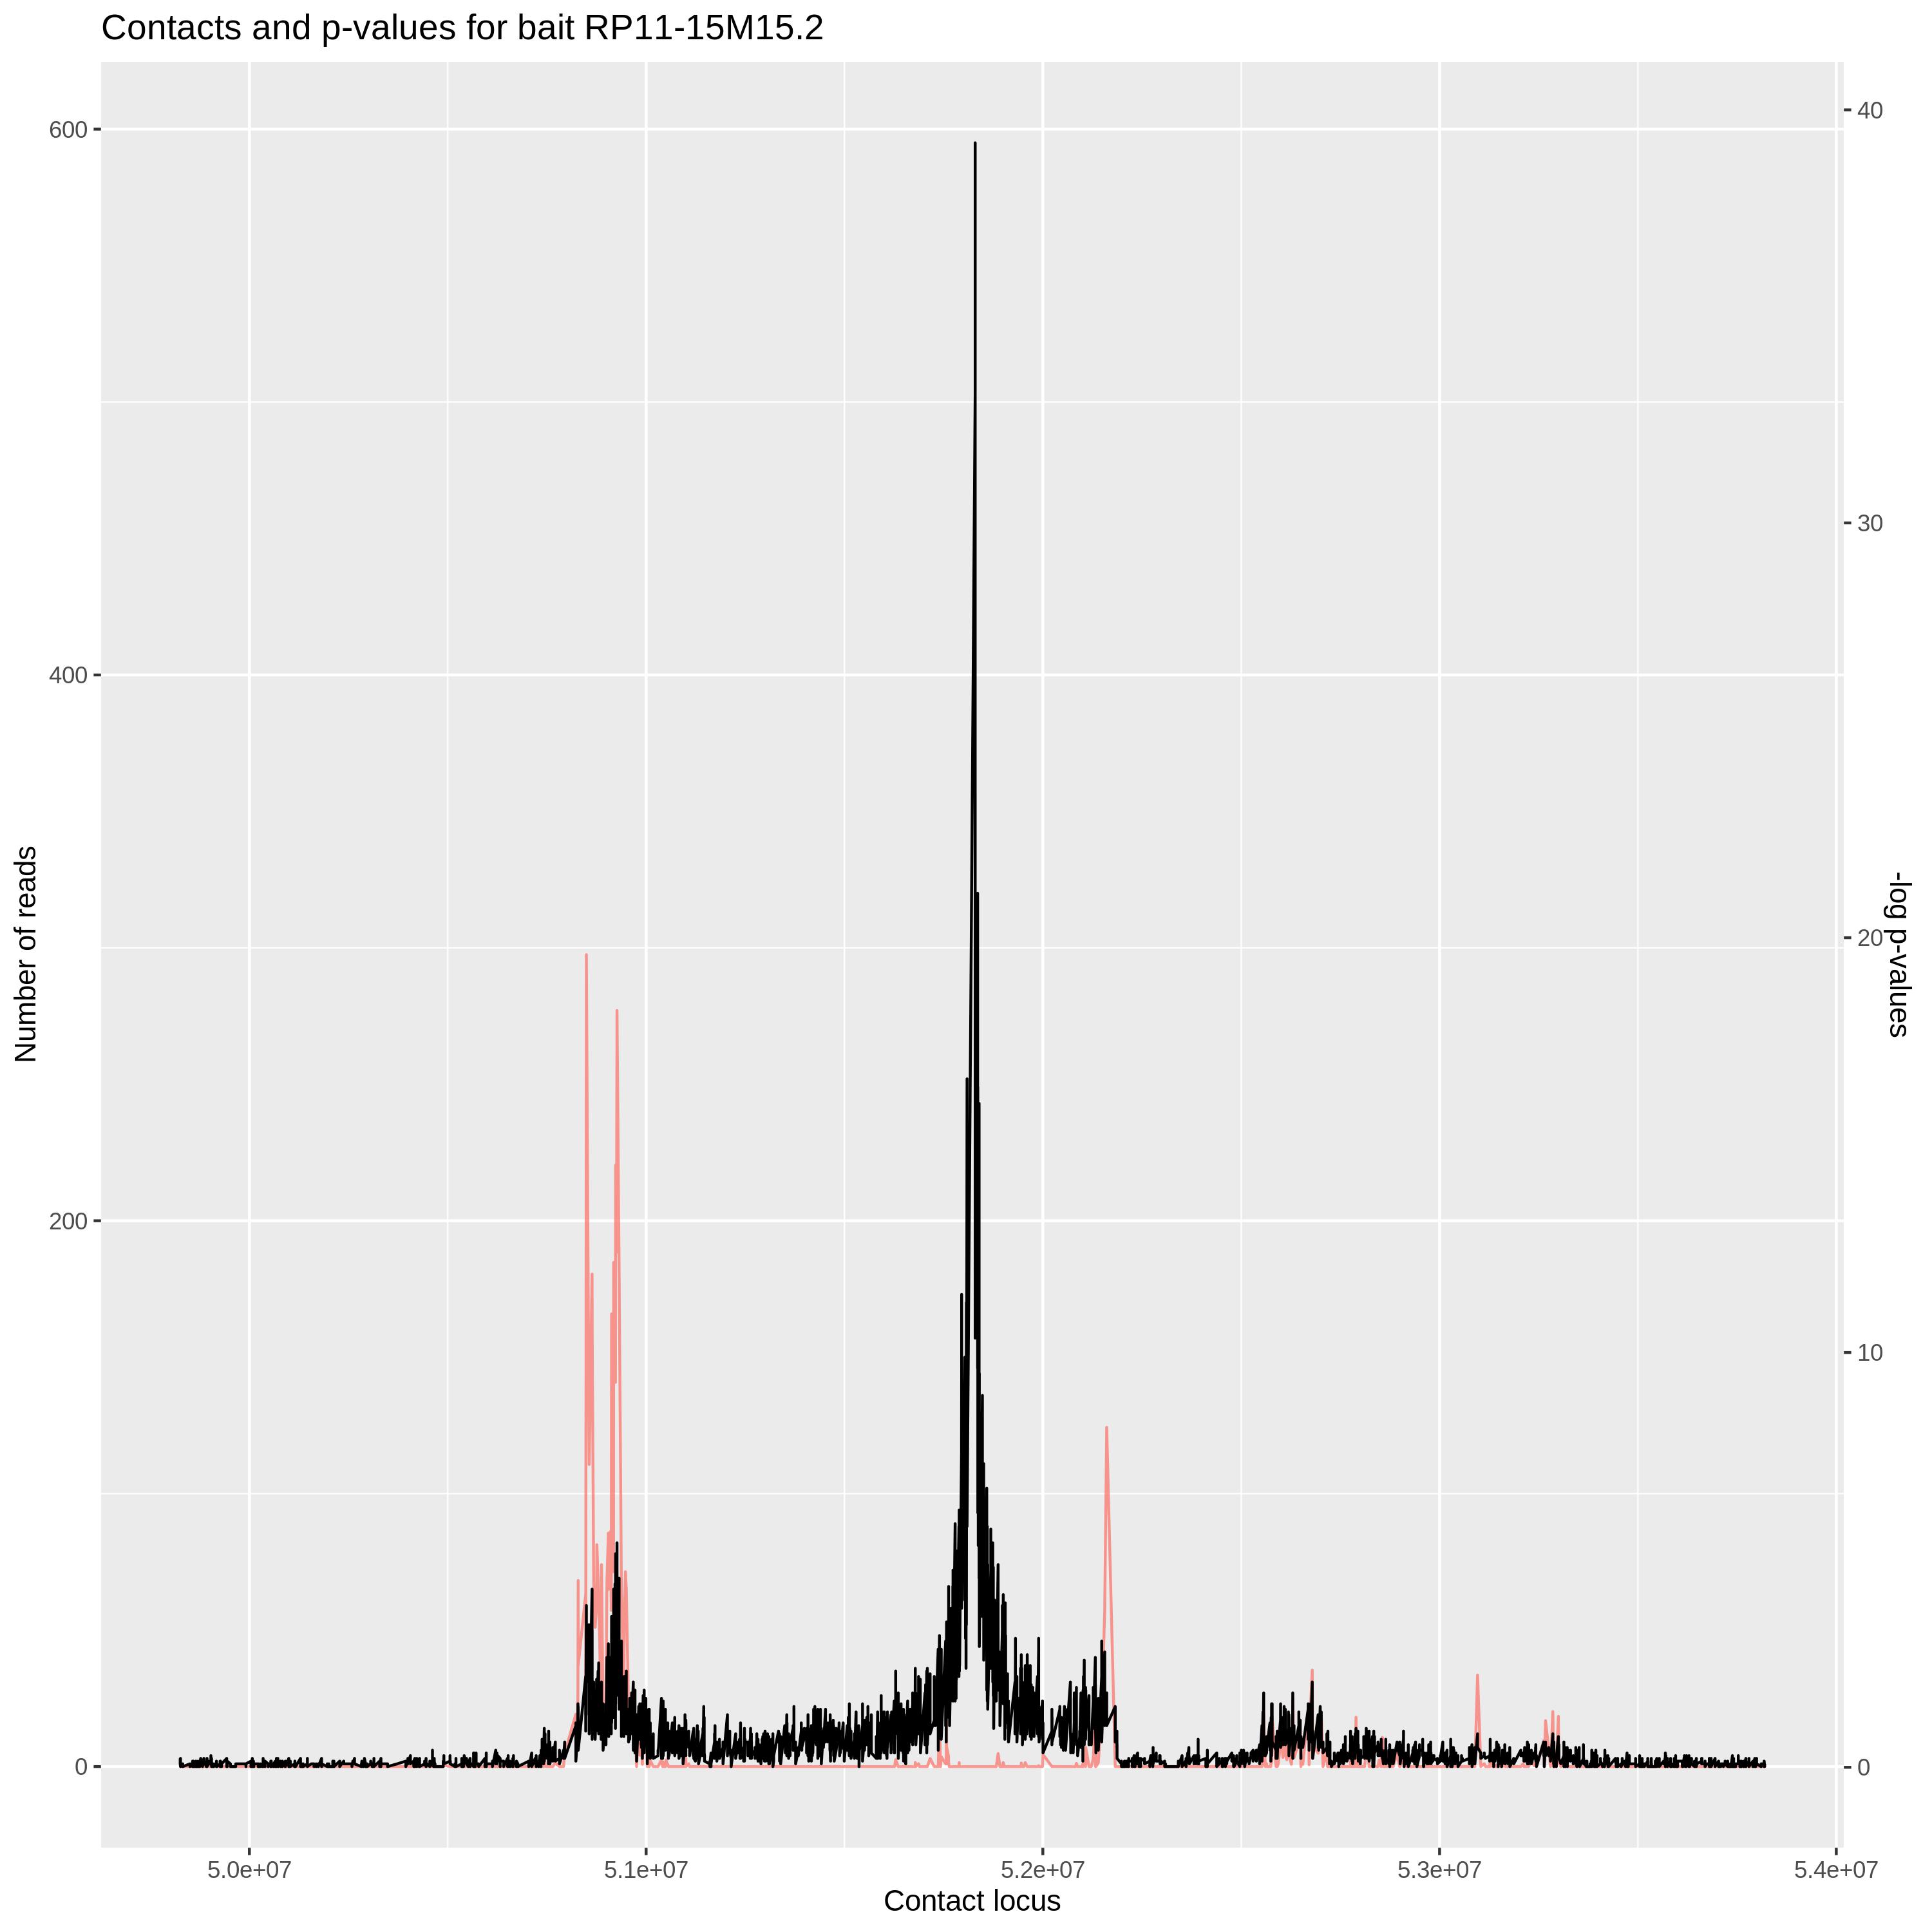 Contacts and p-values for bait RP11-15M15.2
600
400
200
0
Number of reads
40
30
20
10
0
-log p-values
5.0e+07
5.1e+07
5.2e+07
5.3e+07
5.4e+07
Contact locus